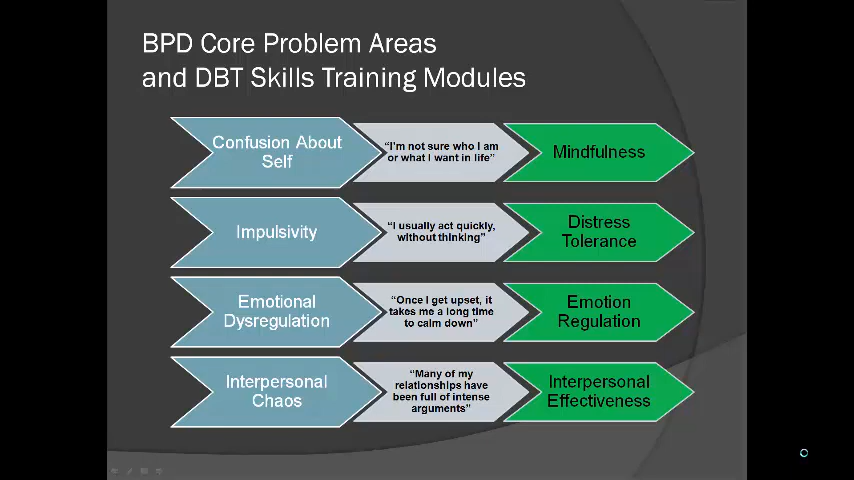 BPD Core Problem Areas
and DBT Skills Training Modules
Confusion About
Self
“I’m not sure who I am
or what I want in life”
Mindfulness
Impulsivity
“I usually act quickly,
without thinking”
Distress
Tolerance
Emotional
Dysregulation
“Once I get upset, it
takes me a long time
to calm down”
Emotion
Regulation
Interpersonal
Chaos
“Many of my
relationships have
been full of intense
arguments”
Interpersonal
Effectiveness